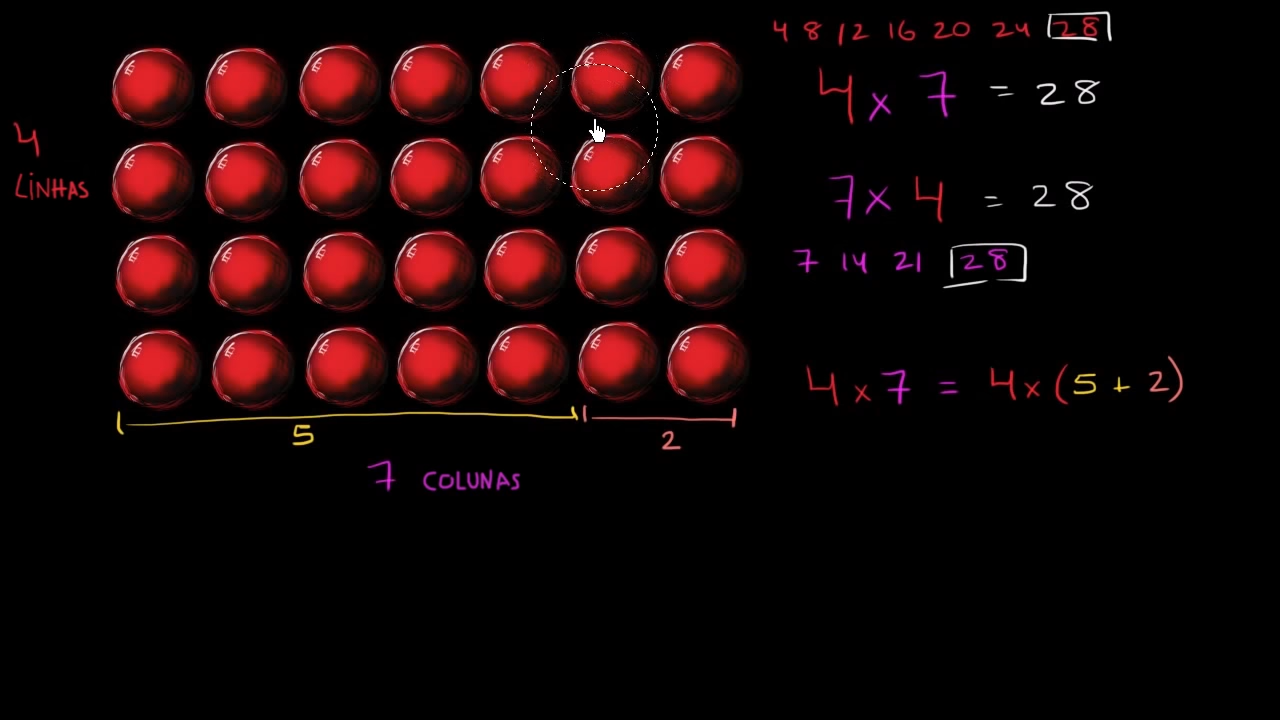 4 8 12 16 20 24 28
4 x 7 = 28
4
LINHAS
7 x 4 = 28
7 14 21 28
4 x 7 = 4 x (5 + 2)
5 2
7 COLUNAS